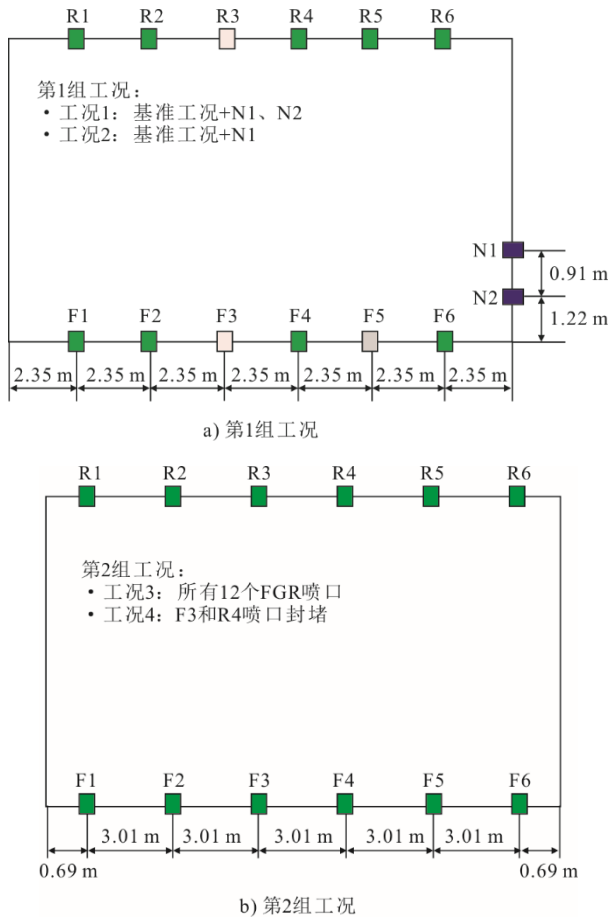 R1 R2 R3 R4 R5 R6
第1组工况：
·工况1：基准工况+N1、N2
·工况2：基准工况+N1
N1
0.91 m
N2
1.22 m
F1 F2 F3 F4 F5 F6
2.35 m 2.35 m 2.35 m 2.35 m 2.35 m 2.35 m 2.35 m
a) 第1组工况
R1 R2 R3 R4 R5 R6
第2组工况：
·工况3：所有12个FGR喷口
·工况4：F3和R4喷口封堵
F1 F2 F3 F4 F5 F6
3.01 m 3.01 m 3.01 m 3.01 m 3.01 m
0.69 m 0.69 m
b) 第2组工况